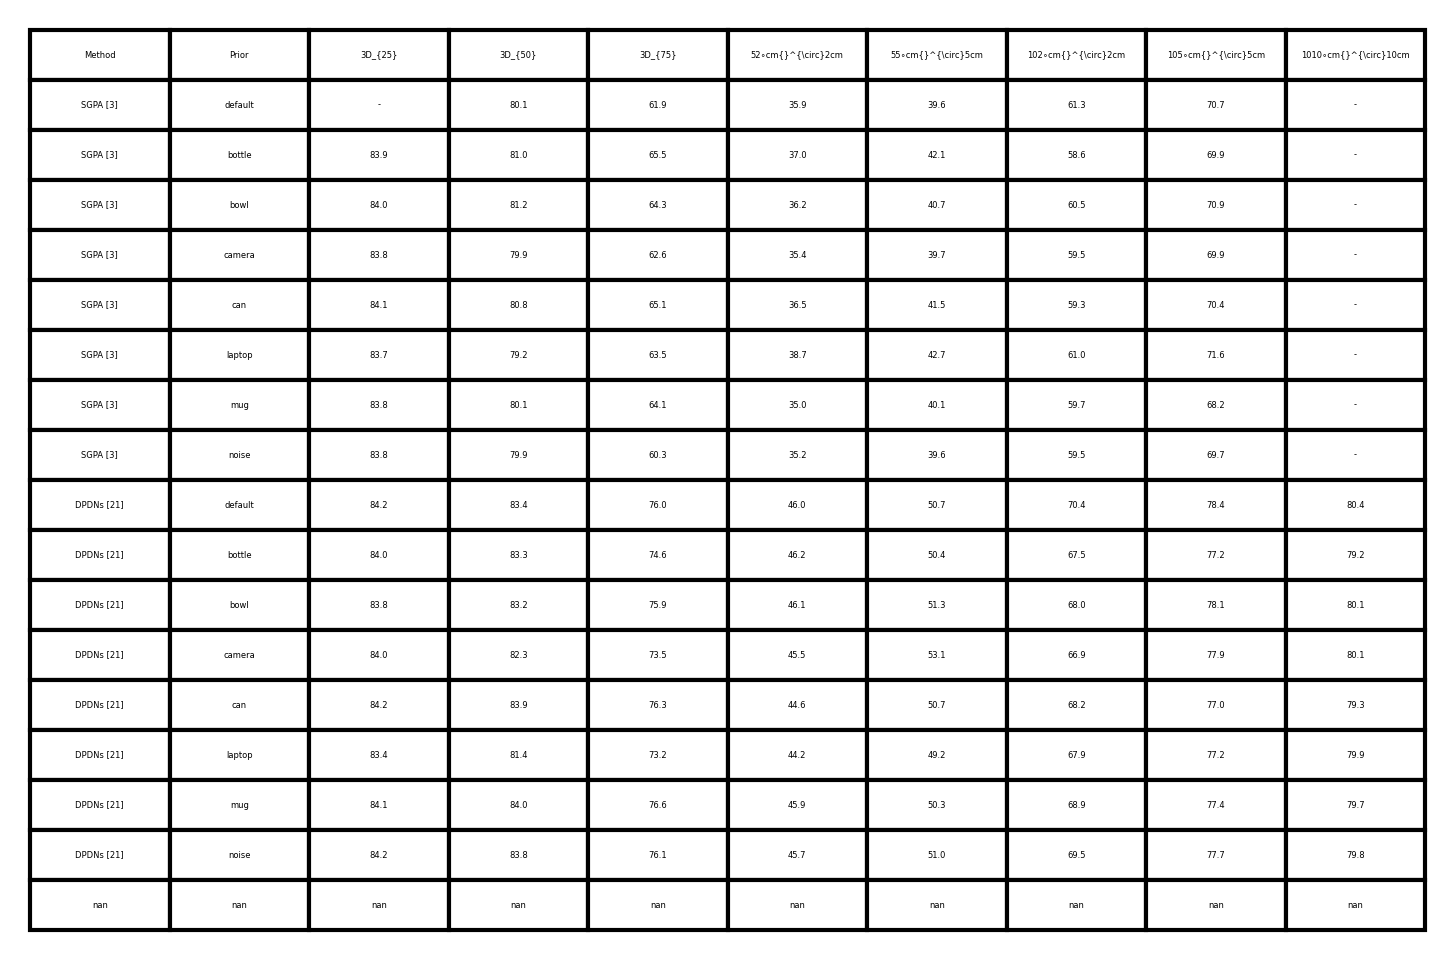 Method Prior 3D_{25} 3D_{50} 3D_{75} 52∘cm{}^{\circ}2cm 55∘cm{}^{\circ}5cm 102∘cm{}^{\circ}2cm 105∘cm{}^{\circ}5cm 1010∘cm{}^{\circ}10cm
SGPA [3] default - 80.1 61.9 35.9 39.6 61.3 70.7 -
SGPA [3] bottle 83.9 81.0 65.5 37.0 42.1 58.6 69.9 -
SGPA [3] bowl 84.0 81.2 64.3 36.2 40.7 60.5 70.9 -
SGPA [3] camera 83.8 79.9 62.6 35.4 39.7 59.5 69.9 -
SGPA [3] can 84.1 80.8 65.1 36.5 41.5 59.3 70.4 -
SGPA [3] laptop 83.7 79.2 63.5 38.7 42.7 61.0 71.6 -
SGPA [3] mug 83.8 80.1 64.1 35.0 40.1 59.7 68.2 -
SGPA [3] noise 83.8 79.9 60.3 35.2 39.6 59.5 69.7 -
DPDNs [21] default 84.2 83.4 76.0 46.0 50.7 70.4 78.4 80.4
DPDNs [21] bottle 84.0 83.3 74.6 46.2 50.4 67.5 77.2 79.2
DPDNs [21] bowl 83.8 83.2 75.9 46.1 51.3 68.0 78.1 80.1
DPDNs [21] camera 84.0 82.3 73.5 45.5 53.1 66.9 77.9 80.1
DPDNs [21] can 84.2 83.9 76.3 44.6 50.7 68.2 77.0 79.3
DPDNs [21] laptop 83.4 81.4 73.2 44.2 49.2 67.9 77.2 79.9
DPDNs [21] mug 84.1 84.0 76.6 45.9 50.3 68.9 77.4 79.7
DPDNs [21] noise 84.2 83.8 76.1 45.7 51.0 69.5 77.7 79.8
nan nan nan nan nan nan nan nan nan nan